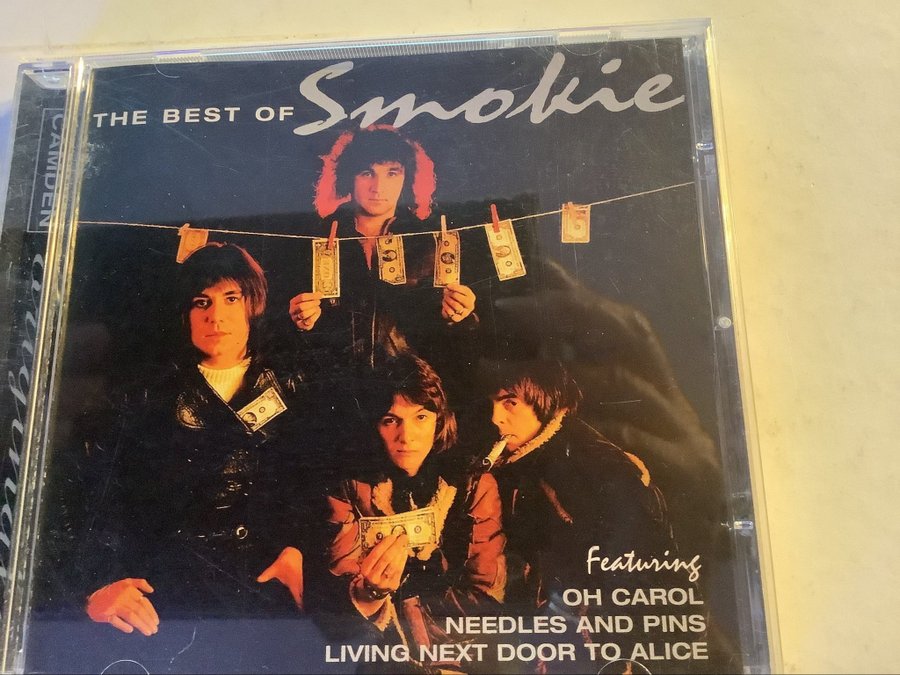 THE BEST OF Smokie
CAMDEN
Featuring
OH CAROL
NEEDLES AND PINS
LIVING NEXT DOOR TO ALICE